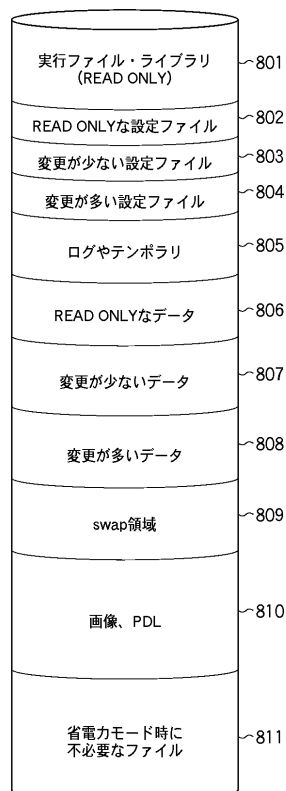 実行ファイル・ライブラリ
(READ ONLY)
801
READ ONLYな設定ファイル
802
変更が少ない設定ファイル
803
変更が多い設定ファイル
804
ログやテンポラリ
805
READ ONLYなデータ
806
変更が少ないデータ
807
変更が多いデータ
808
swap領域
809
画像、PDL
810
省電力モード時に
不必要なファイル
811